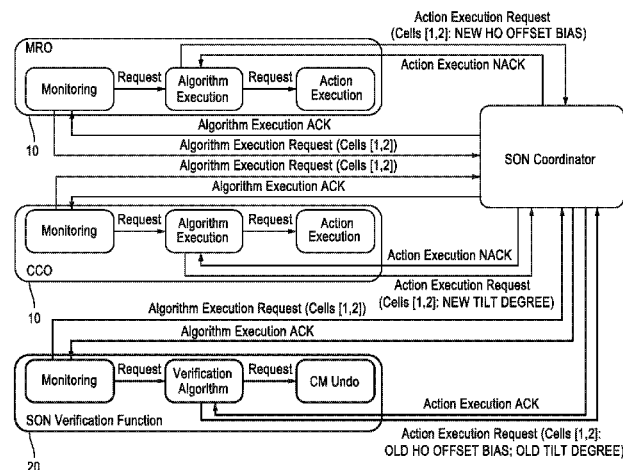 Action Execution Request
(Cells [1,2]: NEW HO OFFSET BIAS)
MRO
Action Execution NACK
Monitoring
Request
Algorithm
Execution
Request
Action
Execution
Algorithm Execution ACK
10
Algorithm Execution Request (Cells [1,2])
Algorithm Execution Request (Cells [1,2])
SON Coordinator
Algorithm Execution ACK
Monitoring
Request
Algorithm
Execution
Request
Action
Execution
Action Execution NACK
CCO
Action Execution Request
(Cells [1,2]: NEW TILT DEGREE)
10
Algorithm Execution Request (Cells [1,2])
Algorithm Execution ACK
Monitoring
Request
Verification
Algorithm
Request
CM Undo
Action Execution ACK
SON Verification Function
Action Execution Request (Cells [1,2]:
OLD HO OFFSET BIAS; OLD TILT DEGREE)
20